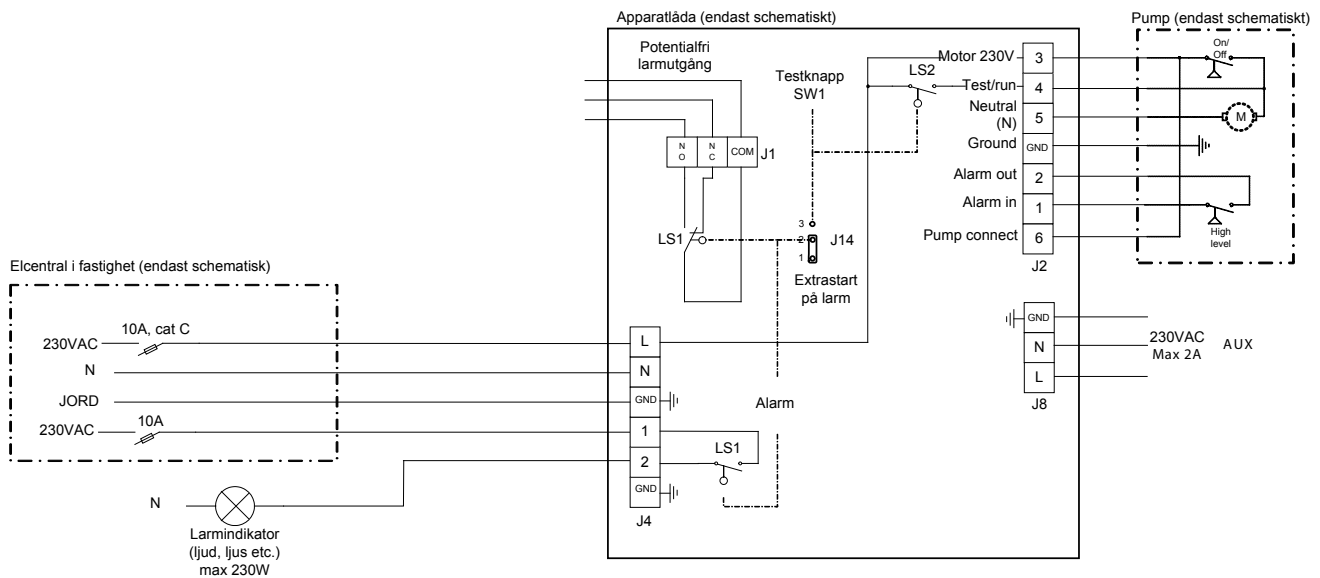 Apparatlåda (endast schematiskt)
Pump (endast schematiskt)
Potentialfri
larmutgång
Testknapp
SW1
LS2
Motor 230V
3
Test/run
4
Neutral
(N)
5
Ground
GND
Alarm out
2
Alarm in
1
Pump connect
6
J2
On/
Off
M
High
level
NO
NC
COM
J1
LS1
3
2
1
J14
Extrastart
på larm
Elcentral i fastighet (endast schematisk)
230VAC
10A, cat C
N
JORD
230VAC
10A
L
N
GND
1
2
GND
J4
Alarm
LS1
GND
N
L
J8
230VAC
Max 2A
AUX
N
Larmindikator
(ljud, ljus etc.)
max 230W